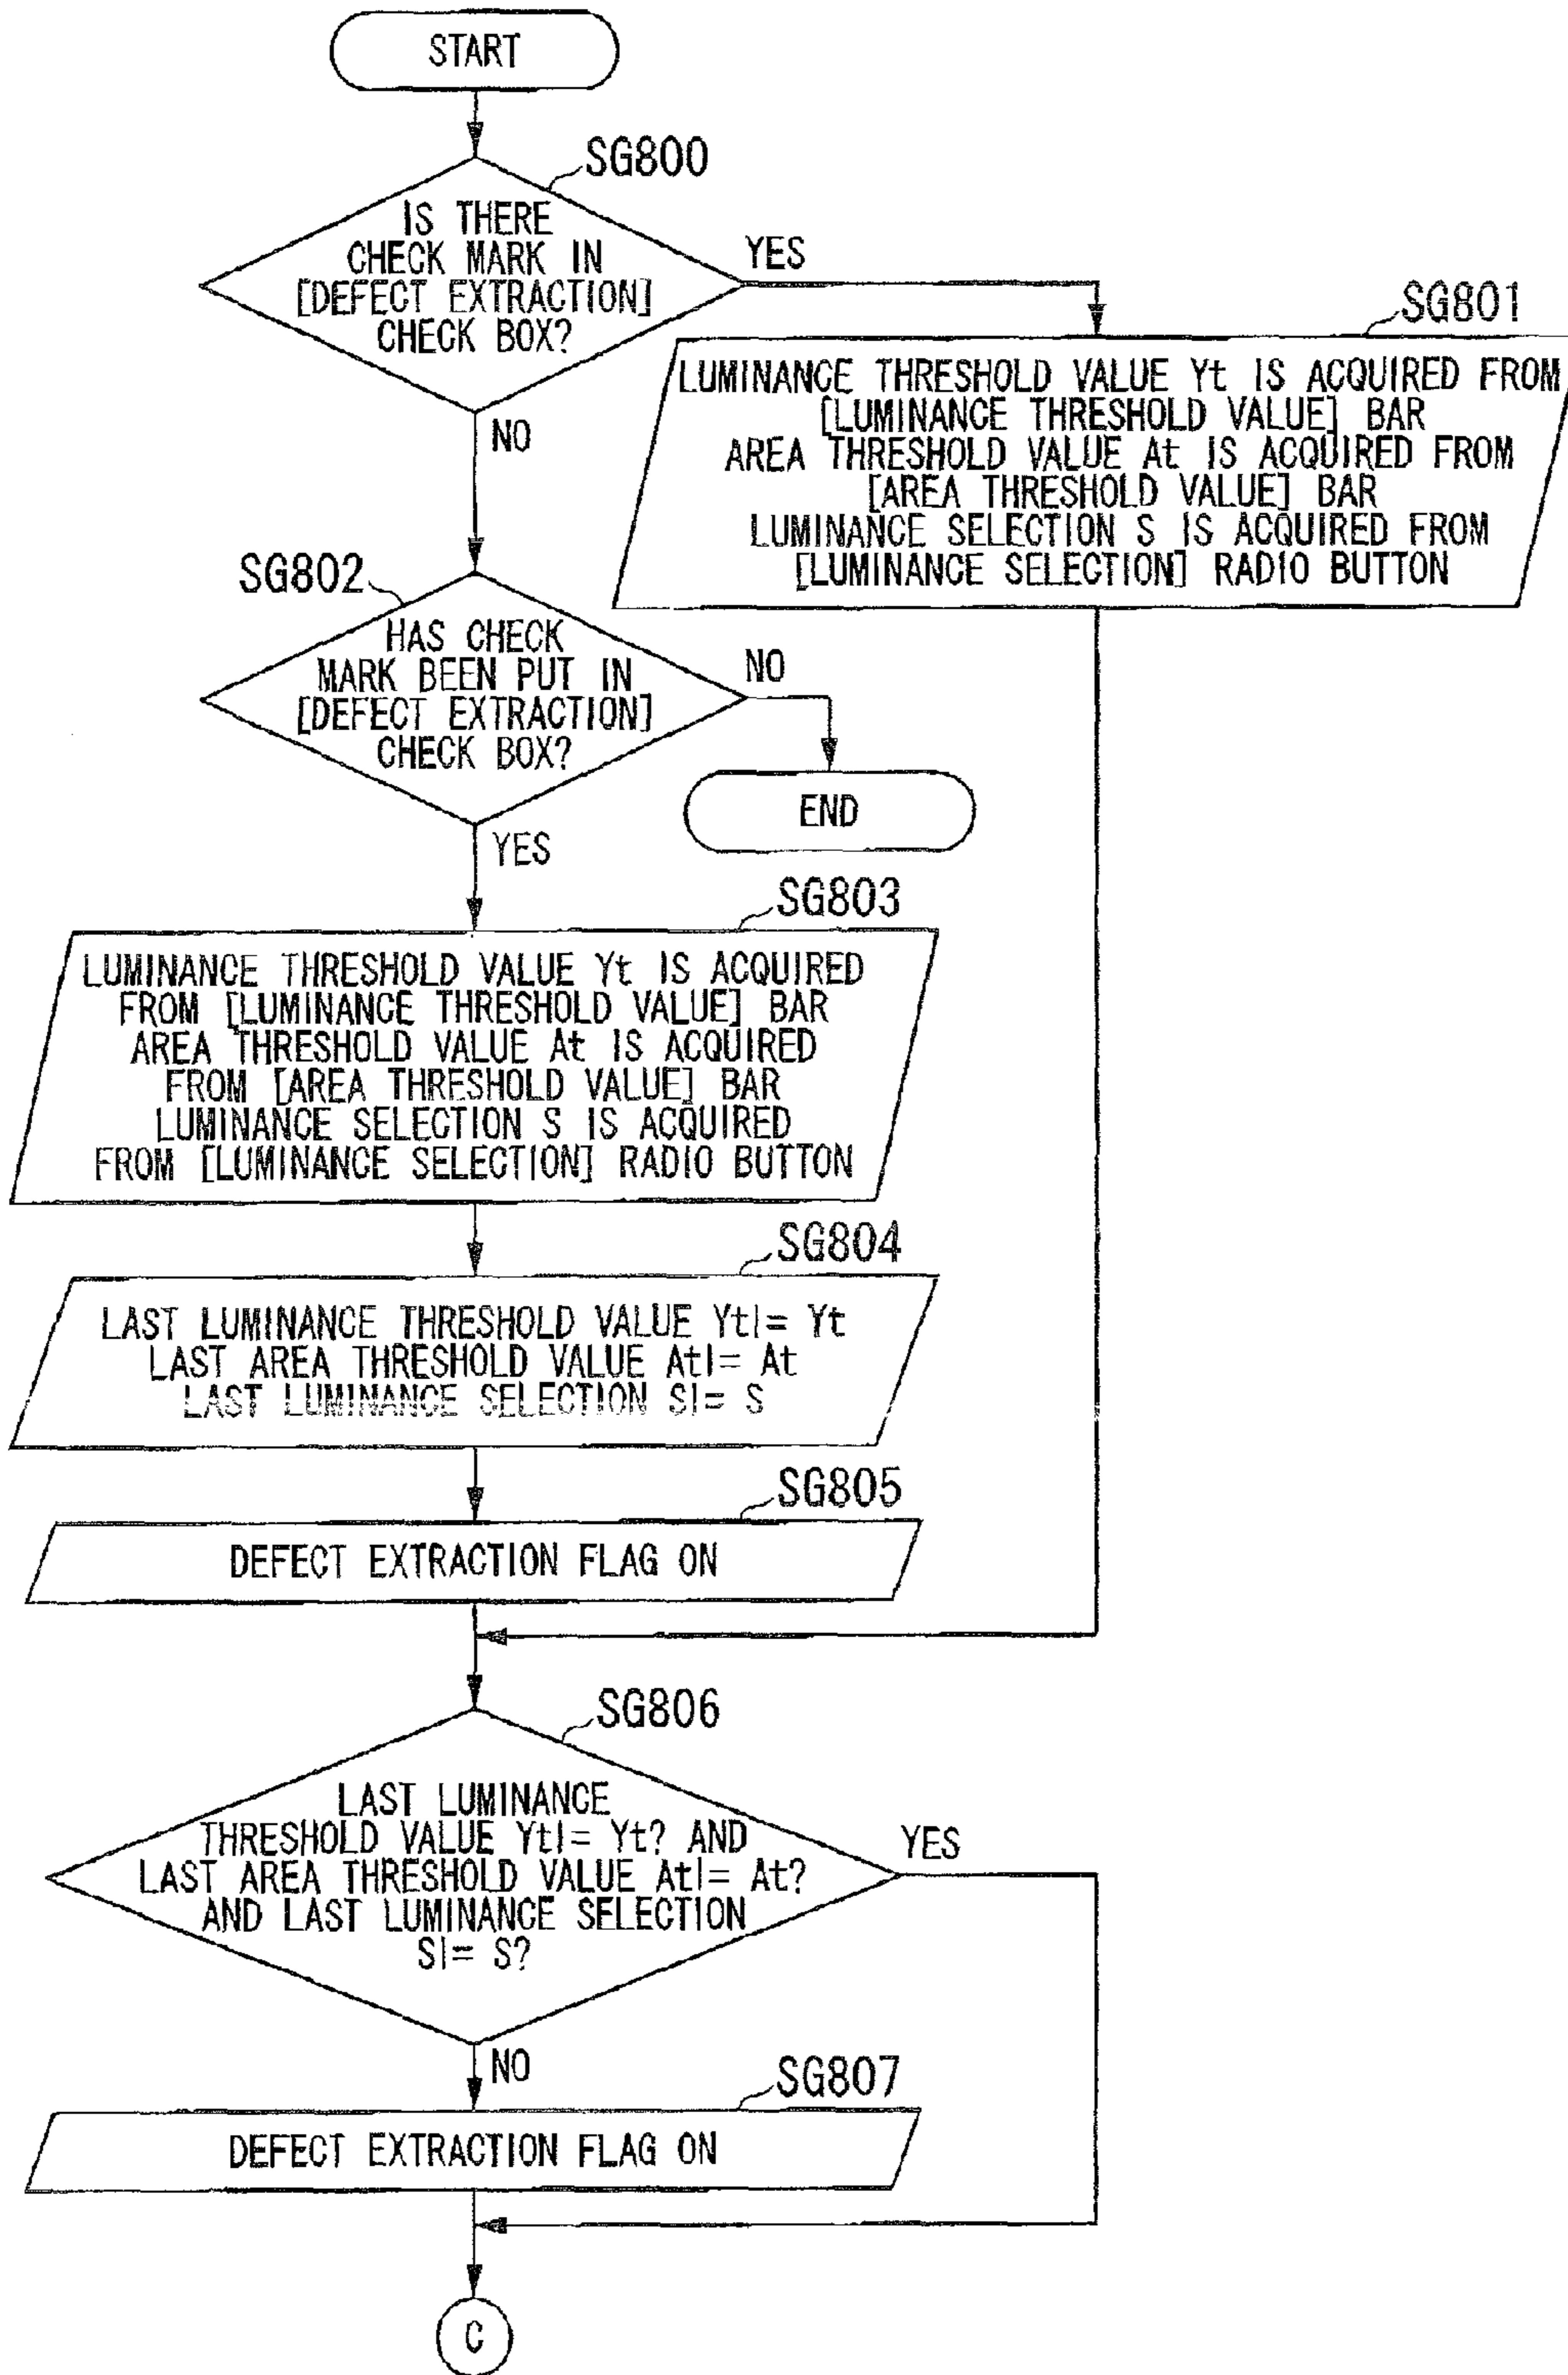 START
SG800
IS THERE
CHECK MARK IN
[DEFECT EXTRACTION]
CHECK BOX?
YES
NO
SG801
LUMINANCE THRESHOLD VALUE Yt IS ACQUIRED FROM
[LUMINANCE THRESHOLD VALUE] BAR
AREA THRESHOLD VALUE At IS ACQUIRED FROM
[AREA THRESHOLD VALUE] BAR
LUMINANCE SELECTION S IS ACQUIRED FROM
[LUMINANCE SELECTION] RADIO BUTTON
SG802
HAS CHECK
MARK BEEN PUT IN
[DEFECT EXTRACTION]
CHECK BOX?
NO
END
YES
SG803
LUMINANCE THRESHOLD VALUE Yt IS ACQUIRED
FROM [LUMINANCE THRESHOLD VALUE] BAR
AREA THRESHOLD VALUE At IS ACQUIRED
FROM [AREA THRESHOLD VALUE] BAR
LUMINANCE SELECTION S IS ACQUIRED
FROM [LUMINANCE SELECTION] RADIO BUTTON
SG804
LAST LUMINANCE THRESHOLD VALUE Ytl= Yt
LAST AREA THRESHOLD VALUE Atl= At
LAST LUMINANCE SELECTION Sl= S
SG805
DEFECT EXTRACTION FLAG ON
SG806
LAST LUMINANCE
THRESHOLD VALUE Ytl= Yt? AND
LAST AREA THRESHOLD VALUE Atl= At?
AND LAST LUMINANCE SELECTION
Sl= S?
YES
NO
SG807
DEFECT EXTRACTION FLAG ON
C